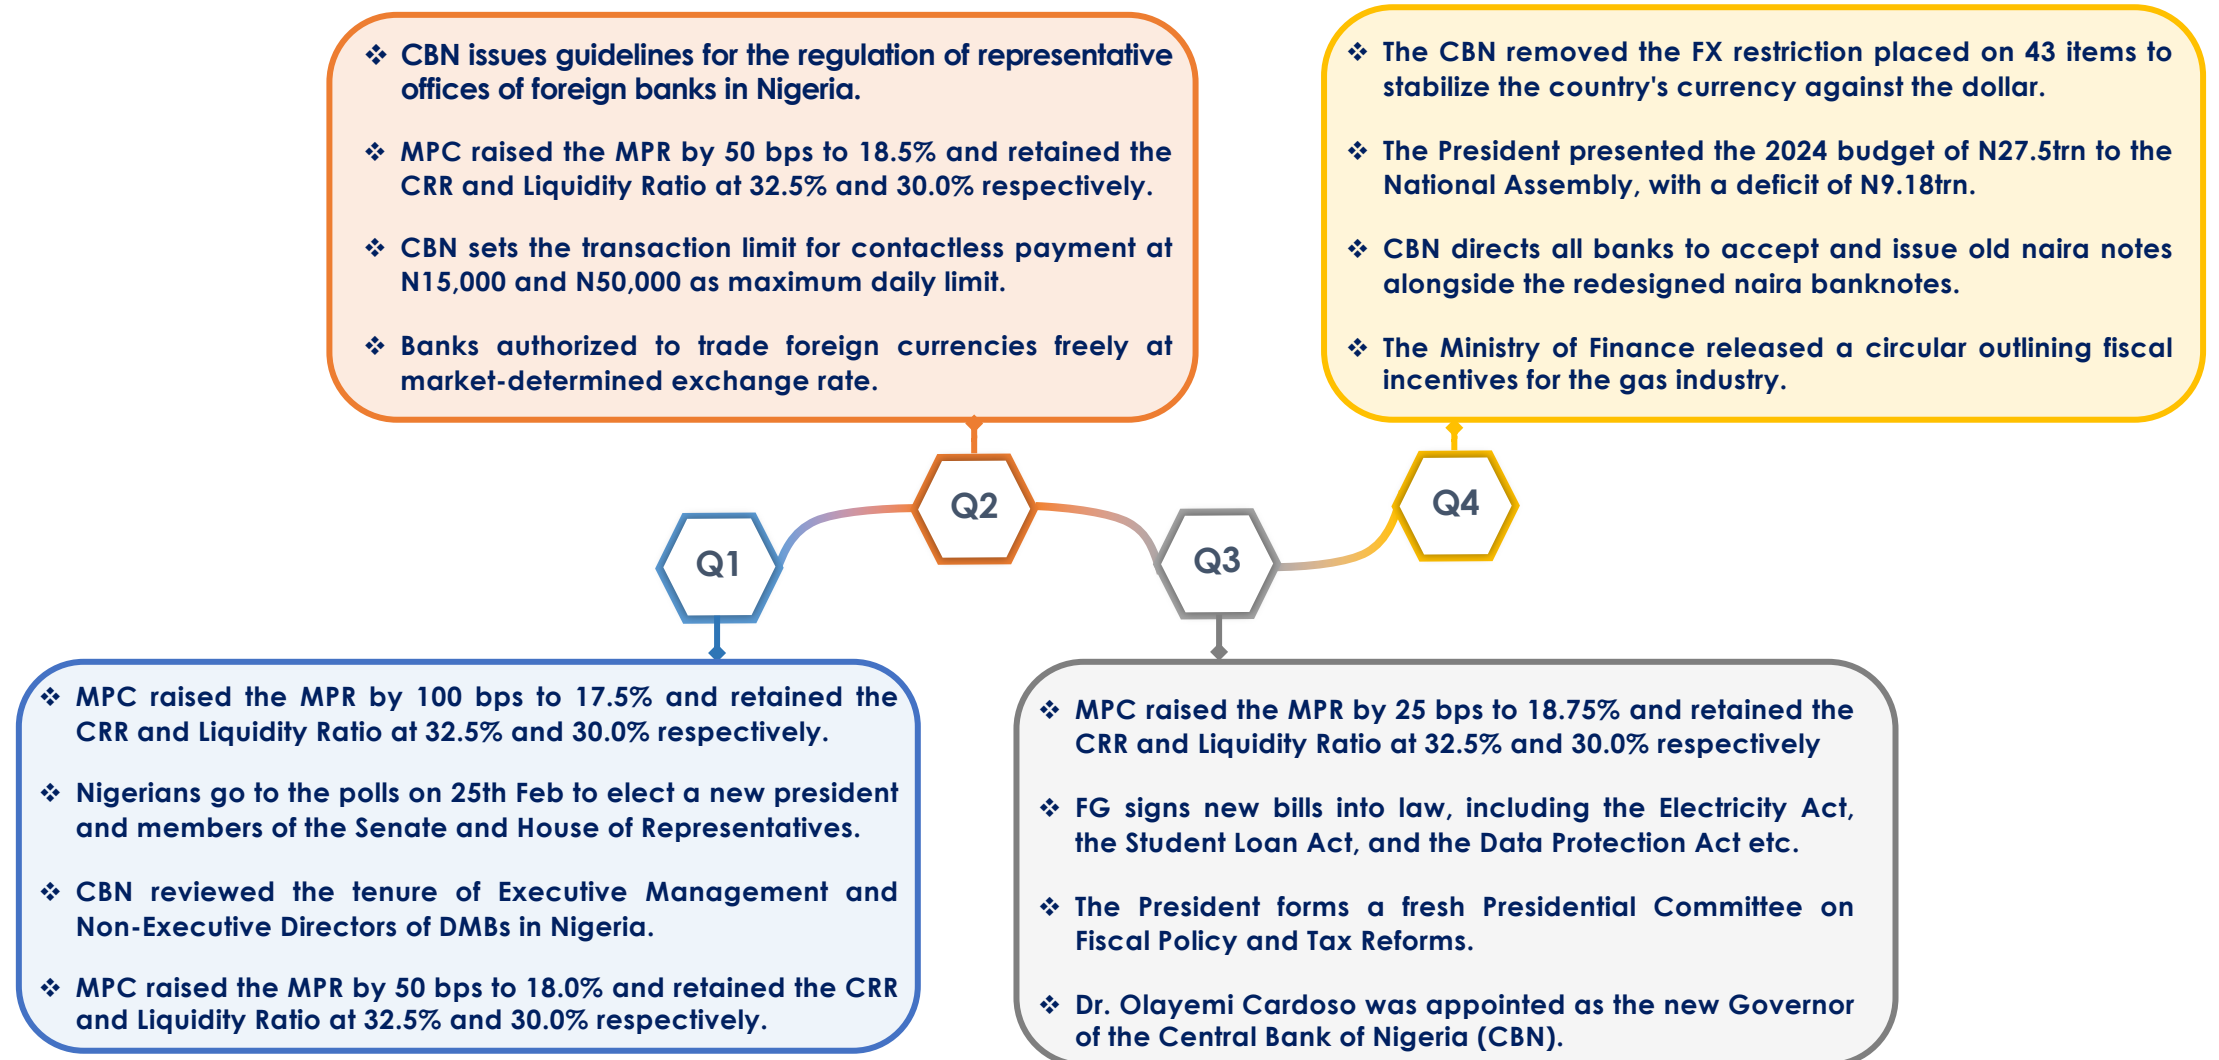 ❖ CBN issues guidelines for the regulation of representative
offices of foreign banks in Nigeria.
❖ MPC raised the MPR by 50 bps to 18.5% and retained the
CRR and Liquidity Ratio at 32.5% and 30.0% respectively.
❖ CBN sets the transaction limit for contactless payment at
N15,000 and N50,000 as maximum daily limit.
❖ Banks authorized to trade foreign currencies freely at
market-determined exchange rate.
❖ The CBN removed the FX restriction placed on 43 items to
stabilize the country's currency against the dollar.
❖ The President presented the 2024 budget of N27.5trn to the
National Assembly, with a deficit of N9.18trn.
❖ CBN directs all banks to accept and issue old naira notes
alongside the redesigned naira banknotes.
❖ The Ministry of Finance released a circular outlining fiscal
incentives for the gas industry.
Q1
Q2
Q3
Q4
❖ MPC raised the MPR by 100 bps to 17.5% and retained the
CRR and Liquidity Ratio at 32.5% and 30.0% respectively.
❖ Nigerians go to the polls on 25th Feb to elect a new president
and members of the Senate and House of Representatives.
❖ CBN reviewed the tenure of Executive Management and
Non-Executive Directors of DMBs in Nigeria.
❖ MPC raised the MPR by 50 bps to 18.0% and retained the CRR
and Liquidity Ratio at 32.5% and 30.0% respectively.
❖ MPC raised the MPR by 25 bps to 18.75% and retained the
CRR and Liquidity Ratio at 32.5% and 30.0% respectively
❖ FG signs new bills into law, including the Electricity Act,
the Student Loan Act, and the Data Protection Act etc.
❖ The President forms a fresh Presidential Committee on
Fiscal Policy and Tax Reforms.
❖ Dr. Olayemi Cardoso was appointed as the new Governor
of the Central Bank of Nigeria (CBN).